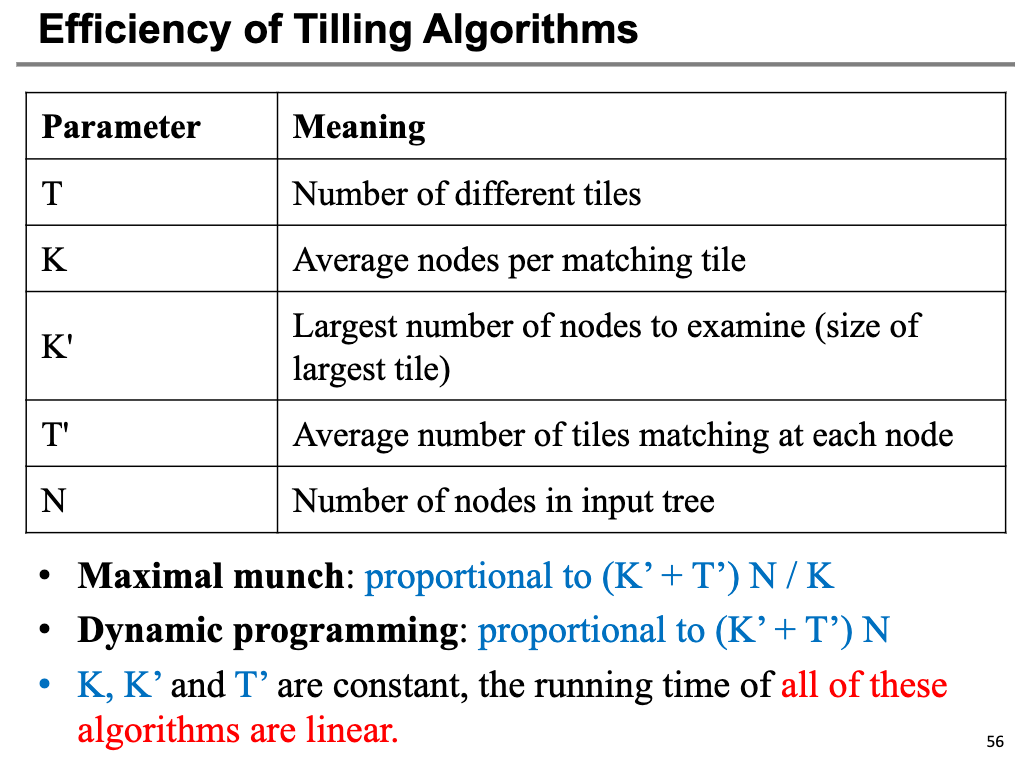 Efficiency of Tilling Algorithms
Parameter Meaning
T Number of different tiles
K Average nodes per matching tile
K' Largest number of nodes to examine (size of
largest tile)
T' Average number of tiles matching at each node
N Number of nodes in input tree
• Maximal munch: proportional to (K’ + T’) N / K
• Dynamic programming: proportional to (K’ + T’) N
• K, K’ and T’ are constant, the running time of all of these
algorithms are linear.
56